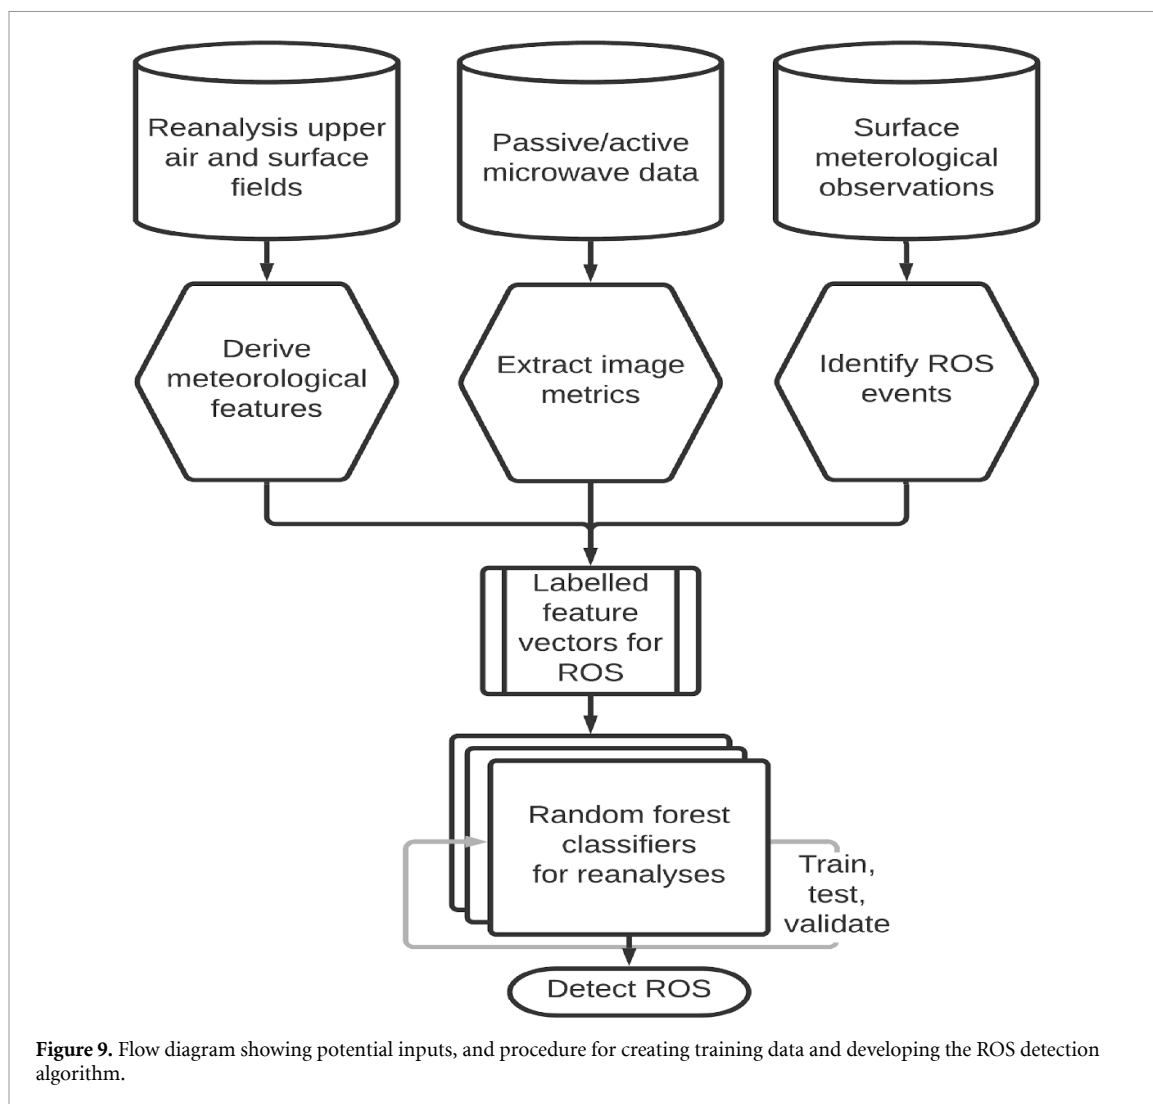 Reanalysis upper
air and surface
fields
Passive/active
microwave data
Surface
meterological
observations
Derive
meteorological
features
Extract image
metrics
Identify ROS
events
Labelled
feature
vectors for
ROS
Random forest
classifiers
for reanalyses
Train,
test,
validate
Detect ROS
Figure 9. Flow diagram showing potential inputs, and procedure for creating training data and developing the ROS detection
algorithm.